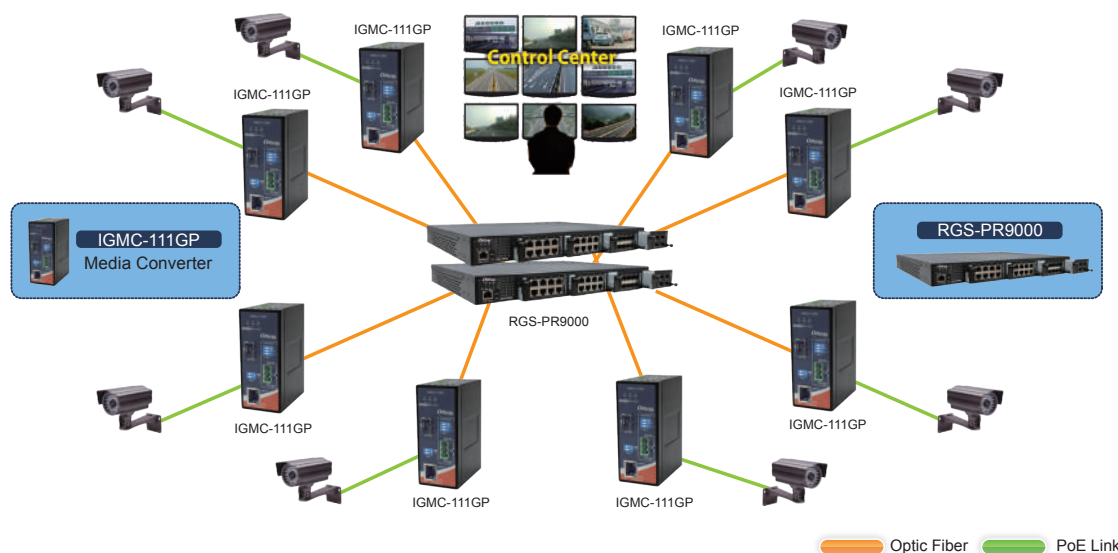 IGMC-111GP
Control Center
IGMC-111GP
IGMC-111GP
IGMC-111GP
IGMC-111GP
Media Converter
RGS-PR9000
RGS-PR9000
IGMC-111GP
IGMC-111GP
IGMC-111GP
IGMC-111GP
Optic Fiber
PoE Link